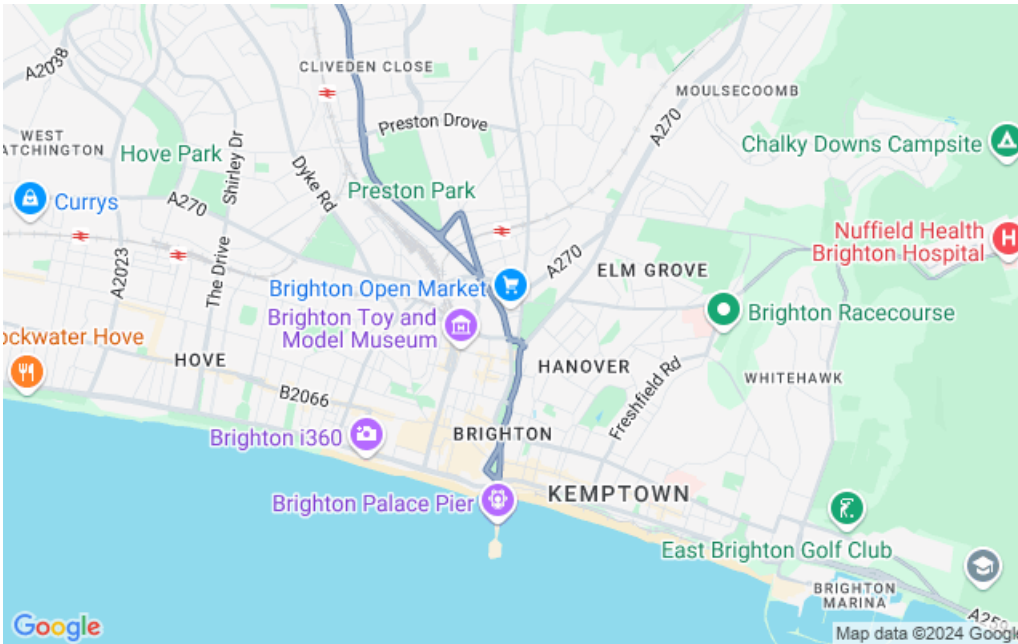 A2038
CLIVEDEN CLOSE
MOULSECOOMB
Preston Drove
A270
WEST
ATCHINGTON
Hove Park
Shirley Dr
Dyke Rd
Chalky Downs Campsite
Preston Park
Currys
A270
Nuffield Health
Brighton Hospital
H
A2023
The Drive
A270
ELM GROVE
Brighton Open Market
Brighton Toy and
Model Museum
Brighton Racecourse
ockwater Hove
HOVE
HANOVER
Freshfield Rd
WHITEHAWK
B2066
Brighton i360
BRIGHTON
Brighton Palace Pier
KEMPTOWN
East Brighton Golf Club
BRIGHTON
MARINA
A259
Google
Map data ©2024 Google